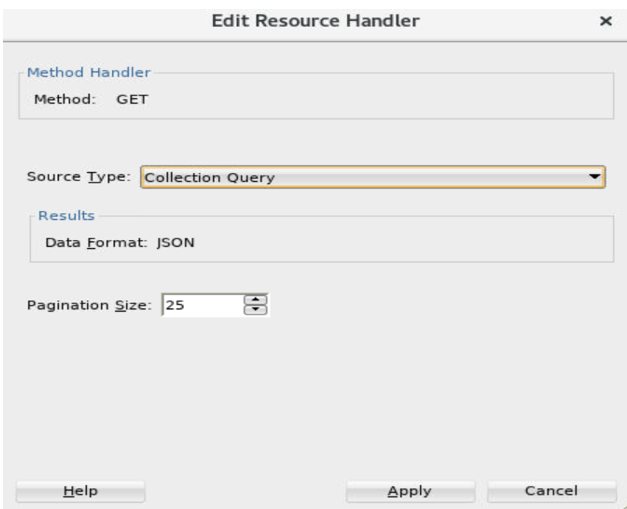 Edit Resource Handler ×
Method Handler
Method: GET
Source Type: Collection Query
Results
Data Format: JSON
Pagination Size: 25
Help Apply Cancel